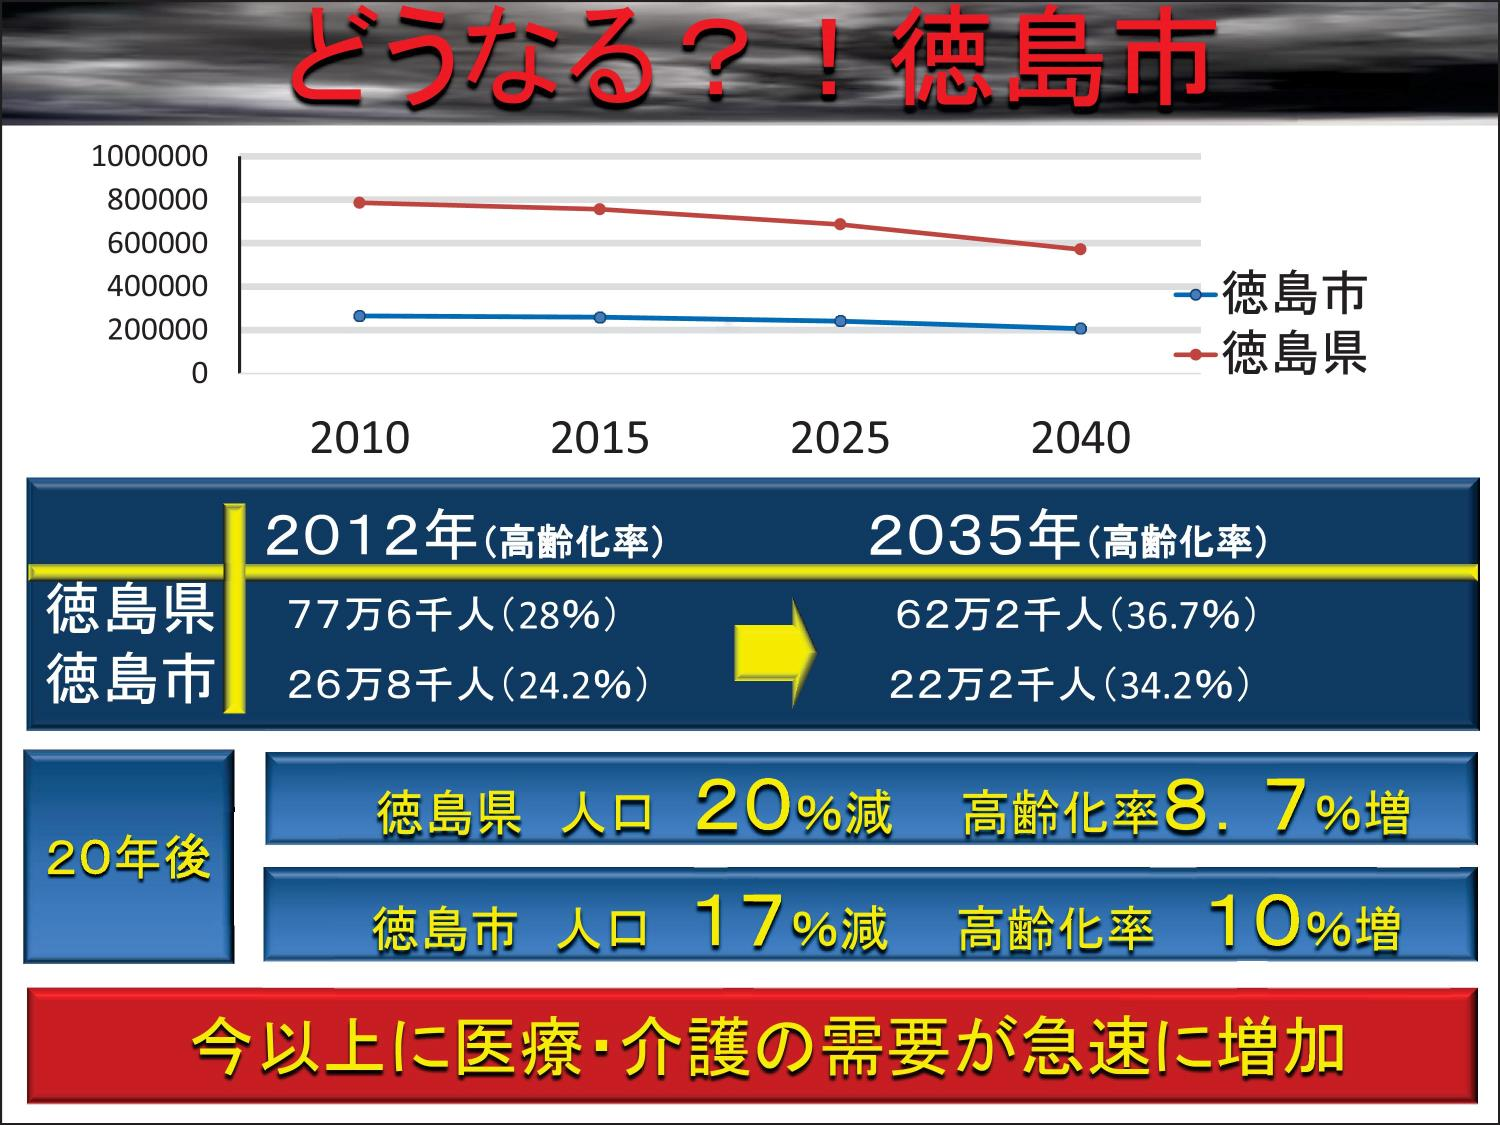 どうなる？！徳島市
1000000
800000
600000
400000
200000
0
2010 2015 2025 2040
徳島市
徳島県
2012年（高齢化率） 2035年（高齢化率）
徳島県 77万6千人（28%） 62万2千人（36.7%）
徳島市 26万8千人（24.2%） 22万2千人（34.2%）
20年後
徳島県 人口 20%減 高齢化率8．7%増
徳島市 人口 17%減 高齢化率 10%増
今以上に医療・介護の需要が急速に増加